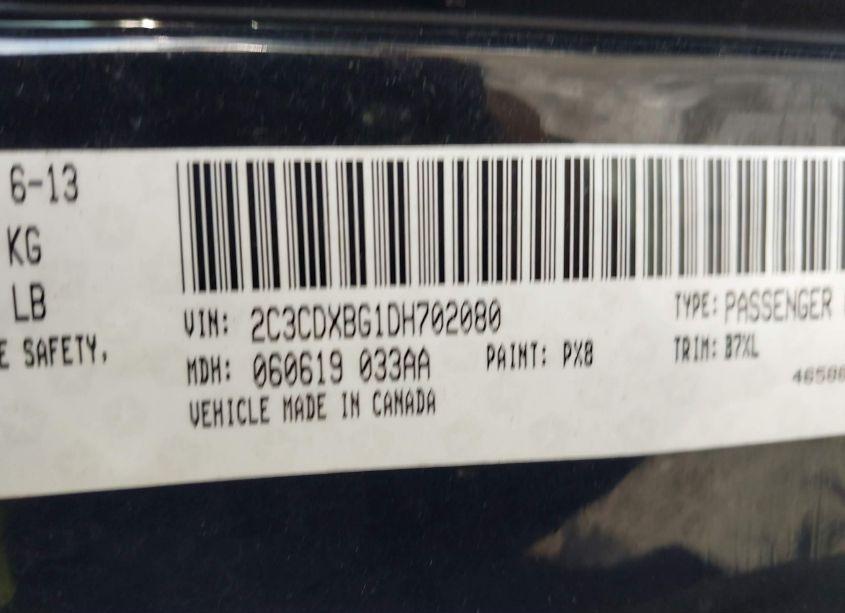 6-13
KG
LB
E SAFETY,
VIN: 2C3CDXBG1DH702080
TYPE: PASSENGER
MDH: 060619 033AA
PAINT: PX8
TRIM: B7XL
VEHICLE MADE IN CANADA